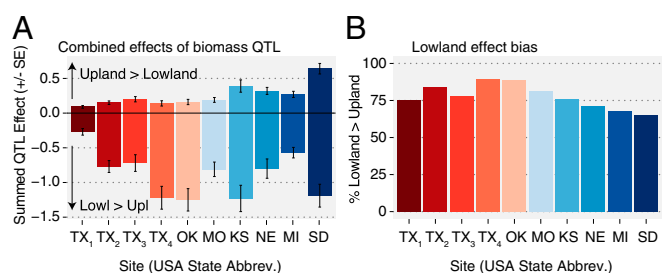 A
Combined effects of biomass QTL
Summed QTL Effect (+/- SE)
Upland > Lowland
0.5
0.0
0.5
−1.0
−1.5
Lowl > Upl
TX₁ TX₂ TX₃ TX₄ OK MO KS NE MI SD
Site (USA State Abbrev.)
B
Lowland effect bias
% Lowland > Upland
100
75
50
25
0
TX₁ TX₂ TX₃ TX₄ OK MO KS NE MI SD
Site (USA State Abbrev.)